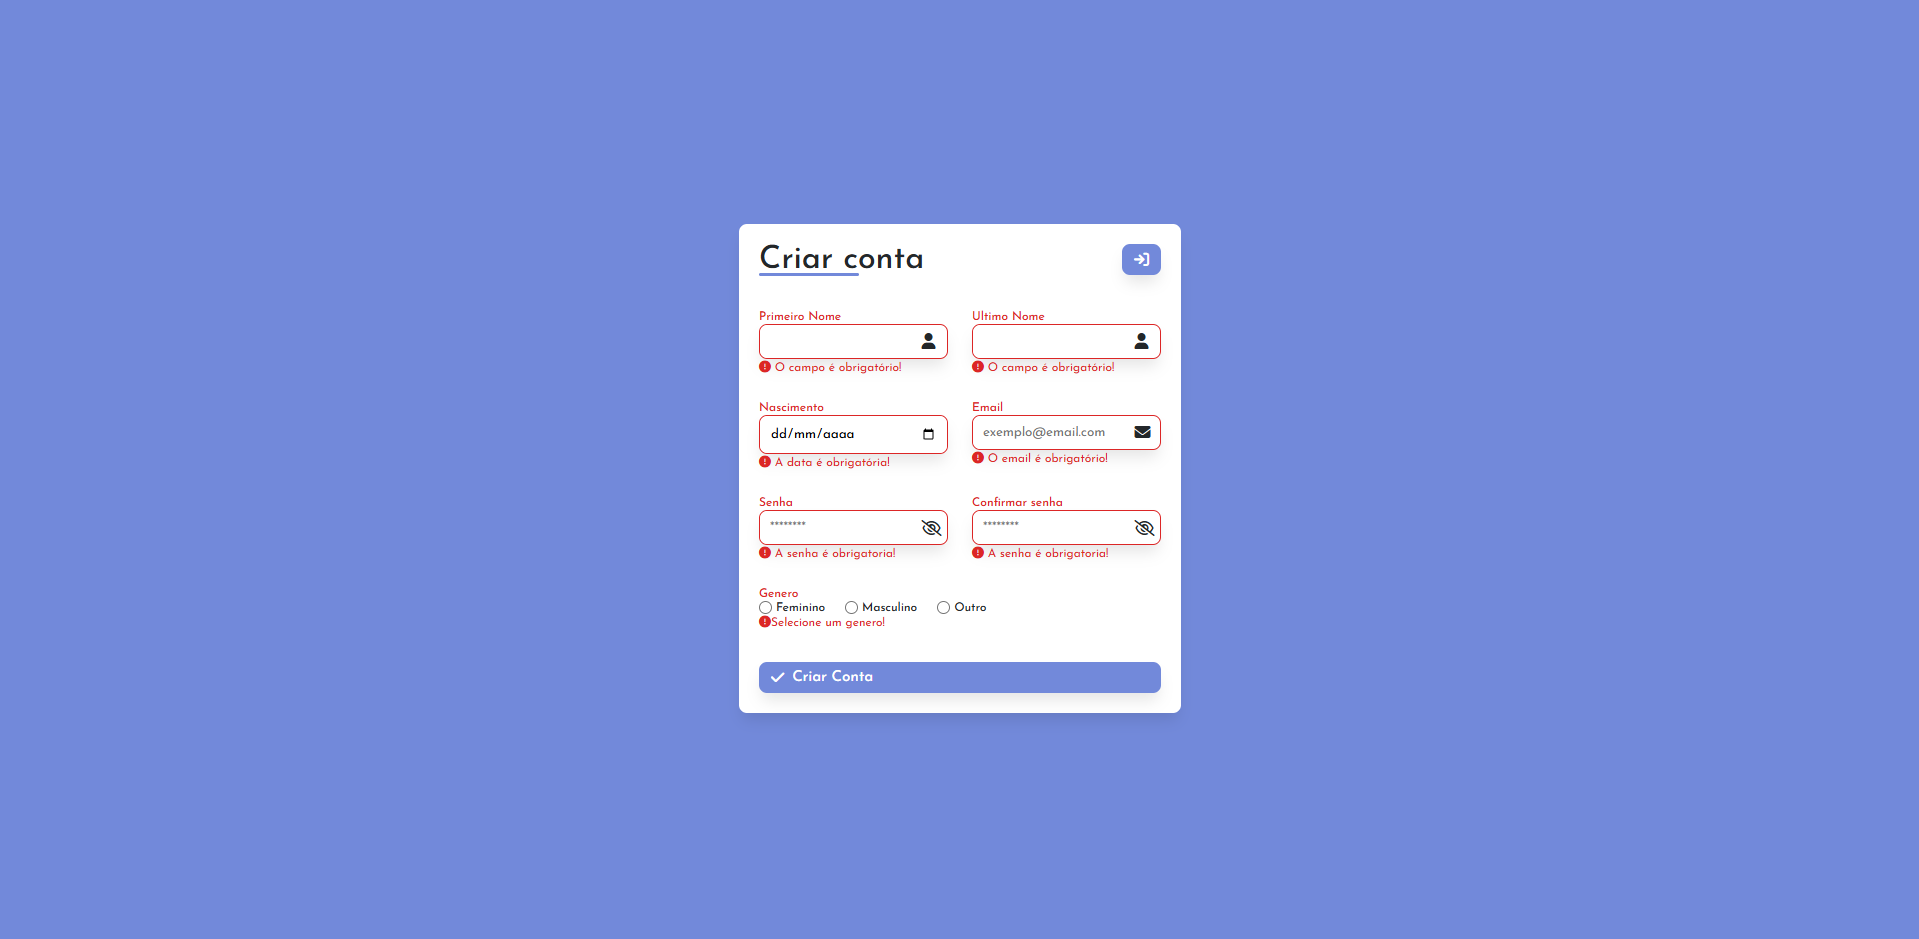 Criar conta
Primeiro Nome
Ultimo Nome
O campo é obrigatório!
O campo é obrigatório!
Nascimento
Email
dd/mm/aaaa
exemplo@email.com
A data é obrigatória!
O email é obrigatório!
Senha
Confirmar senha
********
********
A senha é obrigatoria!
A senha é obrigatoria!
Genero
Feminino Masculino Outro
Selecione um genero!
Criar Conta